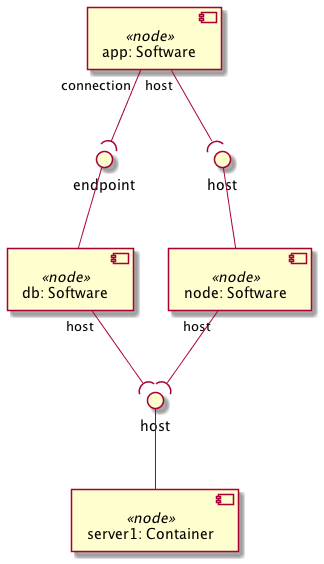 «node»
app: Software
connection
host
endpoint
host
«node»
db: Software
«node»
node: Software
host
host
host
«node»
server1: Container